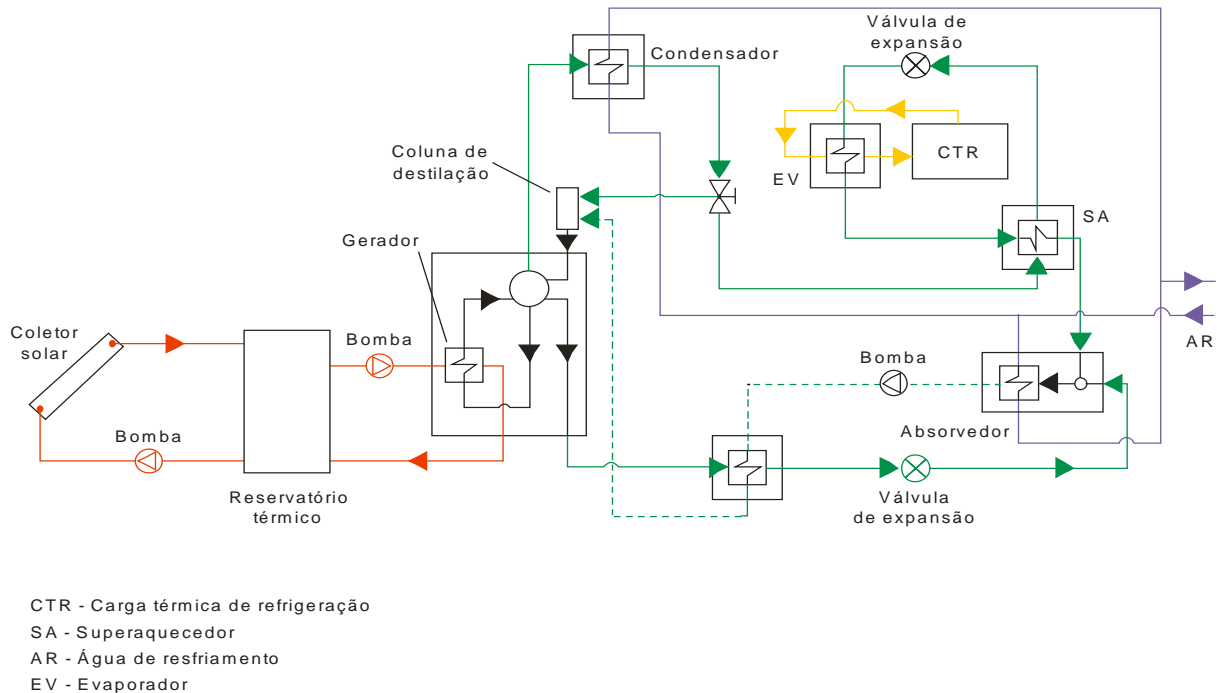 Válvula de
expansão
Condensador
CTR
Coluna de
destilação
EV
SA
Gerador
Coletor
solar
Bomba
AR
Bomba
Absorvedor
Bomba
Reservatório
térmico
Válvula
de expansão
CTR - Carga térmica de refrigeração
SA - Superaquecedor
AR - Água de resfriamento
EV - Evaporador